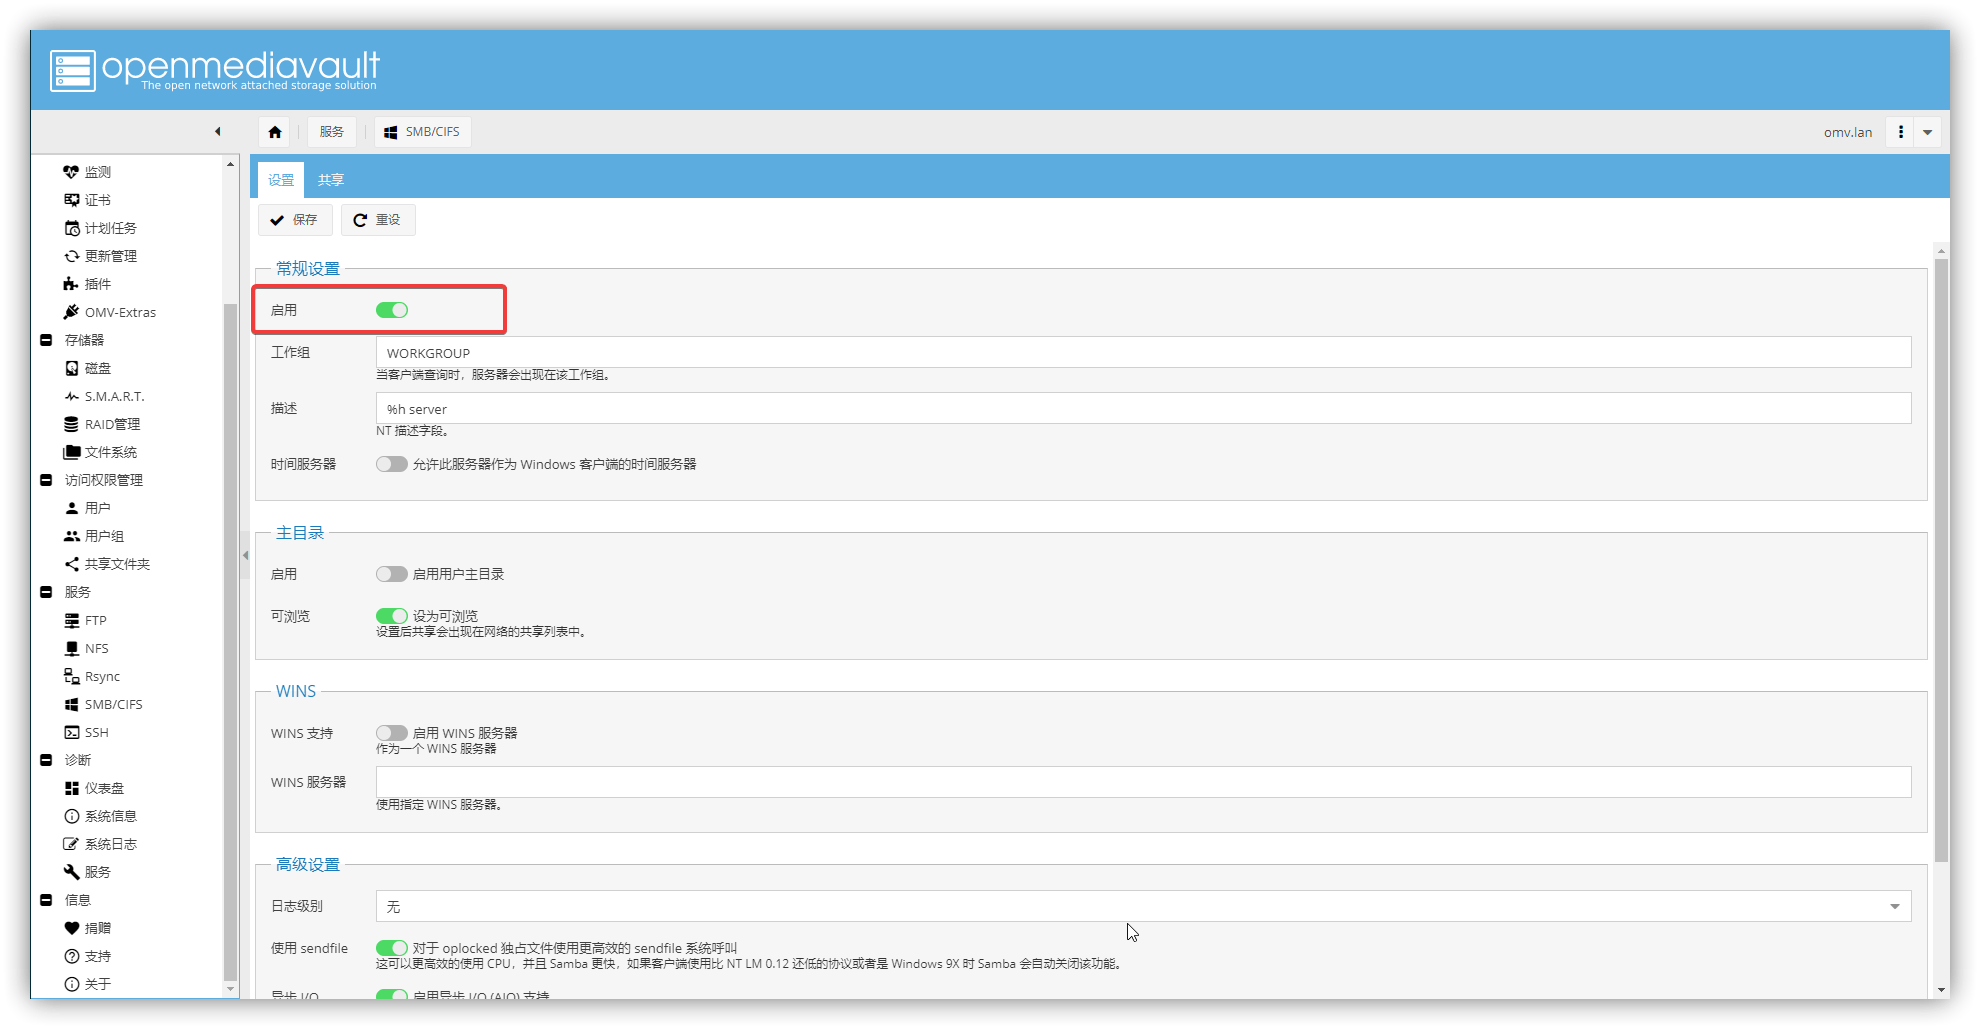 openmediavault
The open network attached storage solution
服务
SMB/CIFS
omv.lan
监测
证书
计划任务
更新管理
插件
OMV-Extras
存储器
磁盘
S.M.A.R.T.
RAID管理
文件系统
访问权限管理
用户
用户组
共享文件夹
服务
FTP
NFS
Rsync
SMB/CIFS
SSH
诊断
仪表盘
系统信息
系统日志
服务
信息
捐赠
支持
关于
设置
共享
保存
重设
常规设置
启用
工作组
WORKGROUP
当客户端查询时，服务器会出现在该工作组。
描述
%h server
NT 描述字段。
时间服务器
允许此服务器作为 Windows 客户端的时间服务器
主目录
启用
启用用户主目录
可浏览
设为可浏览
设置后共享会出现在网络的共享列表中。
WINS
WINS 支持
启用 WINS 服务器
作为一个 WINS 服务器
WINS 服务器
使用指定 WINS 服务器。
高级设置
日志级别
无
使用 sendfile
对于 oplocked 独占文件使用更高效的 sendfile 系统呼叫
这可以更高效的使用 CPU，并且 Samba 更快，如果客户端使用比 NT LM 0.12 还低的协议或者是 Windows 9X 时 Samba 会自动关闭该功能。
异步 I/O
启用异步 I/O (AIO) 支持